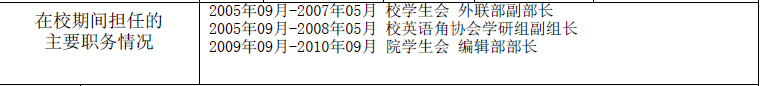 在校期间担任的
主要职务情况
2005年09月-2007年05月 校学生会 外联部副部长
2005年09月-2008年05月 校英语角协会学研组副组长
2009年09月-2010年09月 院学生会 编辑部部长